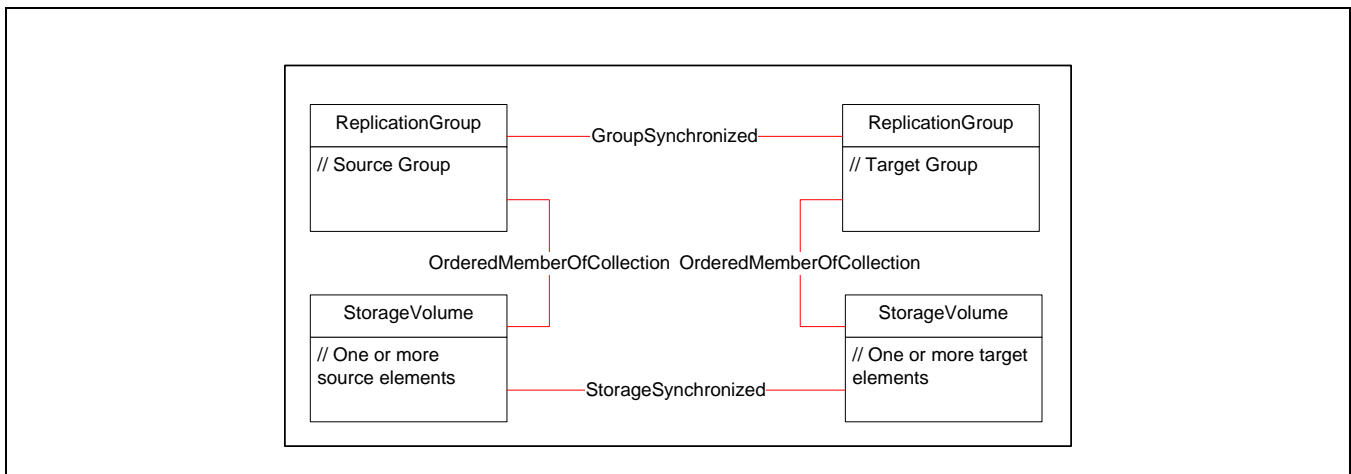 ReplicationGroup
// Source Group
GroupSynchronized
ReplicationGroup
// Target Group
OrderedMemberOfCollection OrderedMemberOfCollection
StorageVolume
// One or more
source elements
StorageSynchronized
StorageVolume
// One or more target
elements